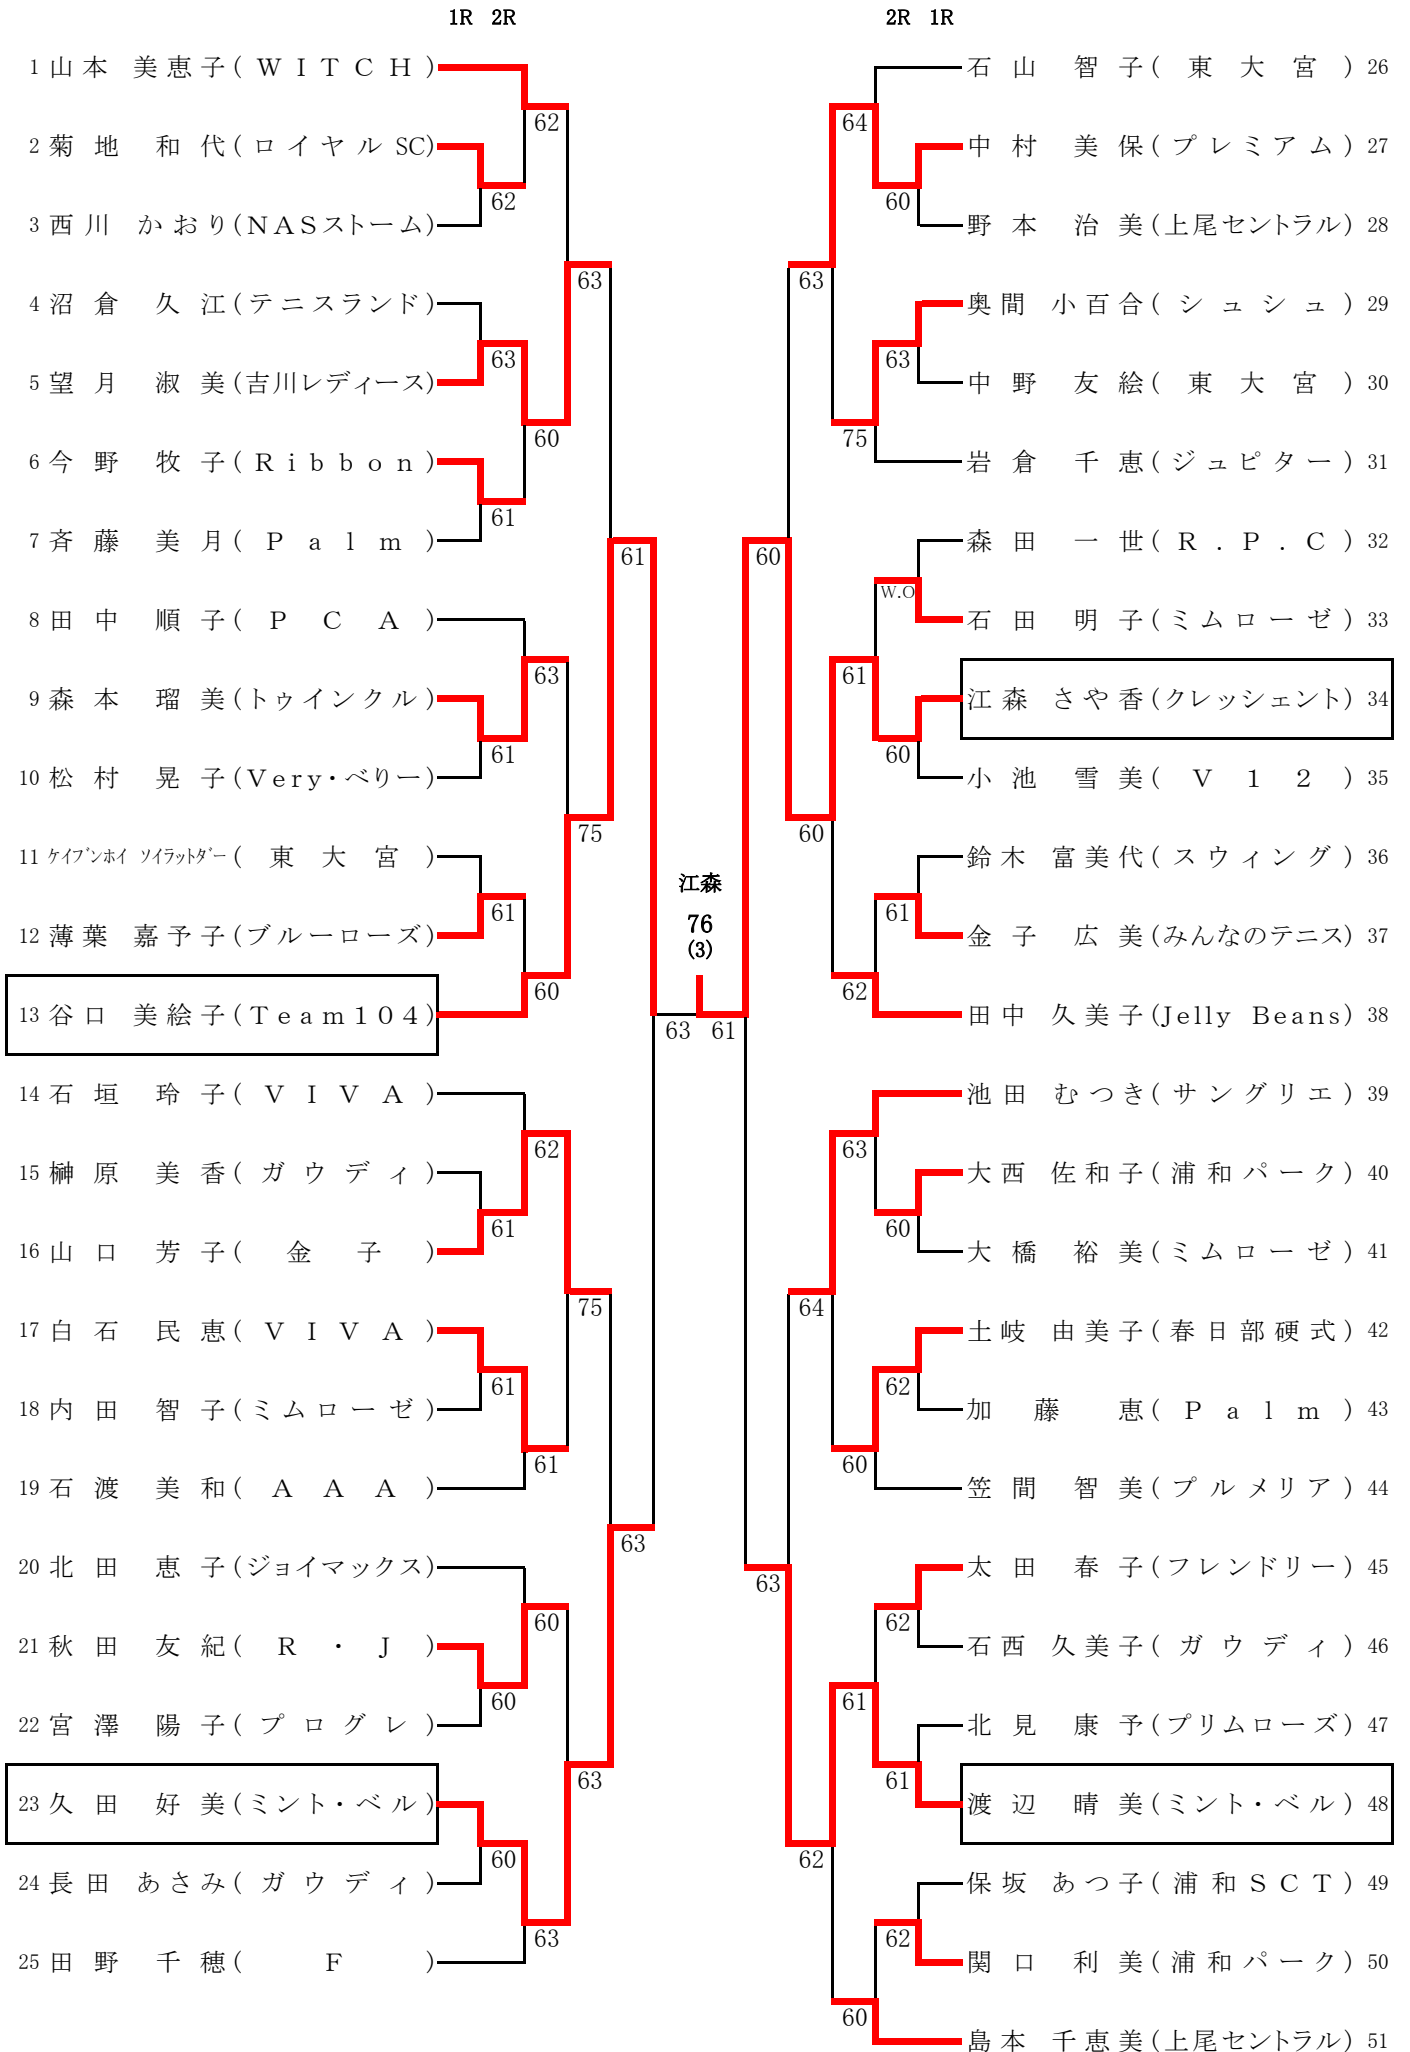 1R 2R
2R 1R
1 山本 美恵子(WITCH)
62
2 菊地 和代(ロイヤルSC)
62
3 西川 かおり(NASストーム)
63
4 沼倉 久江(テニスランド)
63
5 望月 淑美(吉川レディース)
60
6 今野 牧子(Ribbon)
61
7 斉藤 美月(Palm)
61
8 田中 順子(PCA)
63
9 森本 瑠美(トゥインクル)
61
10 松村 晃子(Very・べりー)
75
11 ケイブンホイ ソイラットダー(東大宮)
61
12 薄葉 嘉予子(ブルーローズ)
60
13 谷口 美絵子(Team104)
63
14 石垣 玲子(VIVA)
62
15 榊原 美香(ガウディ)
61
16 山口 芳子(金子)
75
17 白石 民恵(VIVA)
61
18 内田 智子(ミムローゼ)
61
19 石渡 美和(AAA)
63
20 北田 恵子(ジョイマックス)
60
21 秋田 友紀(R・J)
60
22 宮澤 陽子(プログレ)
63
23 久田 好美(ミント・ベル)
60
24 長田 あさみ(ガウディ)
63
25 田野 千穂(F)
江森
76
(3)
石山 智子(東大宮) 26
64
中村 美保(プレミアム) 27
60
野本 治美(上尾セントラル) 28
63
奥間 小百合(シュシュ) 29
63
中野 友絵(東大宮) 30
75
岩倉 千恵(ジュピター) 31
森田 一世(R.P.C) 32
60
W.O
石田 明子(ミムローゼ) 33
61
江森 さや香(クレッシェント) 34
60
小池 雪美(V12) 35
60
鈴木 富美代(スウィング) 36
61
金子 広美(みんなのテニス) 37
62
田中 久美子(Jelly Beans) 38
61
池田 むつき(サングリエ) 39
63
大西 佐和子(浦和パーク) 40
60
大橋 裕美(ミムローゼ) 41
64
土岐 由美子(春日部硬式) 42
62
加藤 恵(Palm) 43
60
笠間 智美(プルメリア) 44
太田 春子(フレンドリー) 45
63
62
石西 久美子(ガウディ) 46
61
北見 康予(プリムローズ) 47
61
渡辺 晴美(ミント・ベル) 48
62
保坂 あつ子(浦和SCT) 49
62
関口 利美(浦和パーク) 50
60
島本 千恵美(上尾セントラル) 51